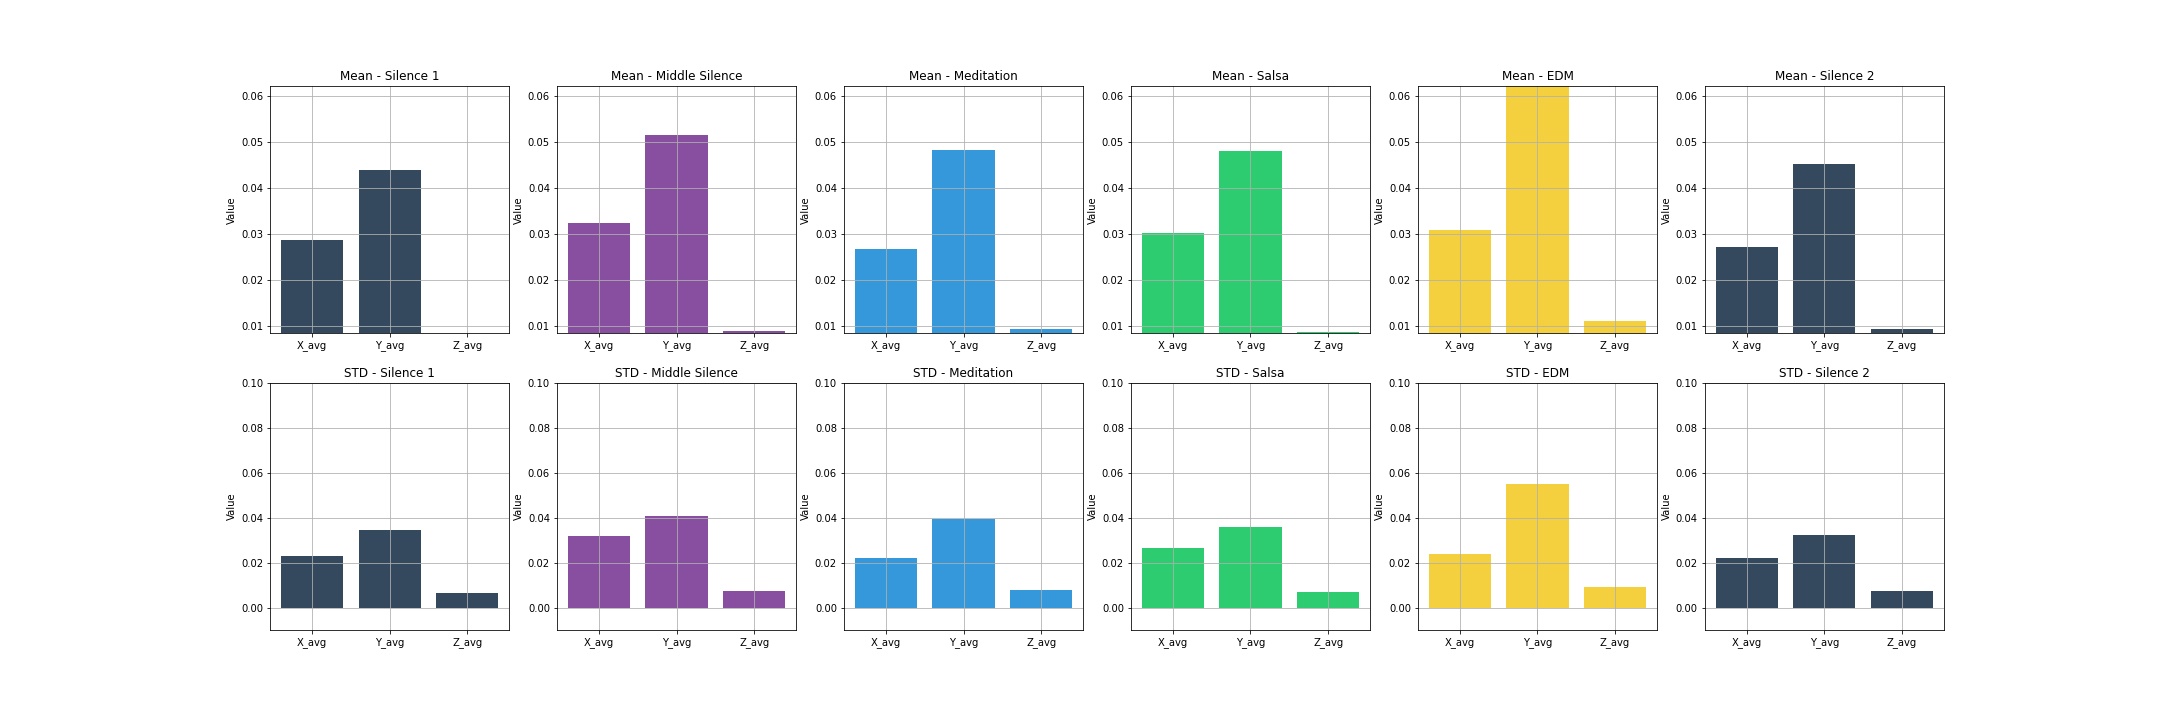 Mean - Silence 1
Mean - Middle Silence
Mean - Meditation
Mean - Salsa
Mean - EDM
Mean - Silence 2
0.06
0.05
0.04
0.03
0.02
0.01
Value
X_avg Y_avg Z_avg
0.06
0.05
0.04
0.03
0.02
0.01
Value
X_avg Y_avg Z_avg
0.06
0.05
0.04
0.03
0.02
0.01
Value
X_avg Y_avg Z_avg
0.06
0.05
0.04
0.03
0.02
0.01
Value
X_avg Y_avg Z_avg
0.06
0.05
0.04
0.03
0.02
0.01
Value
X_avg Y_avg Z_avg
0.06
0.05
0.04
0.03
0.02
0.01
Value
X_avg Y_avg Z_avg
STD - Silence 1
STD - Middle Silence
STD - Meditation
STD - Salsa
STD - EDM
STD - Silence 2
0.10
0.08
0.06
0.04
0.02
0.00
Value
X_avg Y_avg Z_avg
0.10
0.08
0.06
0.04
0.02
0.00
Value
X_avg Y_avg Z_avg
0.10
0.08
0.06
0.04
0.02
0.00
Value
X_avg Y_avg Z_avg
0.10
0.08
0.06
0.04
0.02
0.00
Value
X_avg Y_avg Z_avg
0.10
0.08
0.06
0.04
0.02
0.00
Value
X_avg Y_avg Z_avg
0.10
0.08
0.06
0.04
0.02
0.00
Value
X_avg Y_avg Z_avg